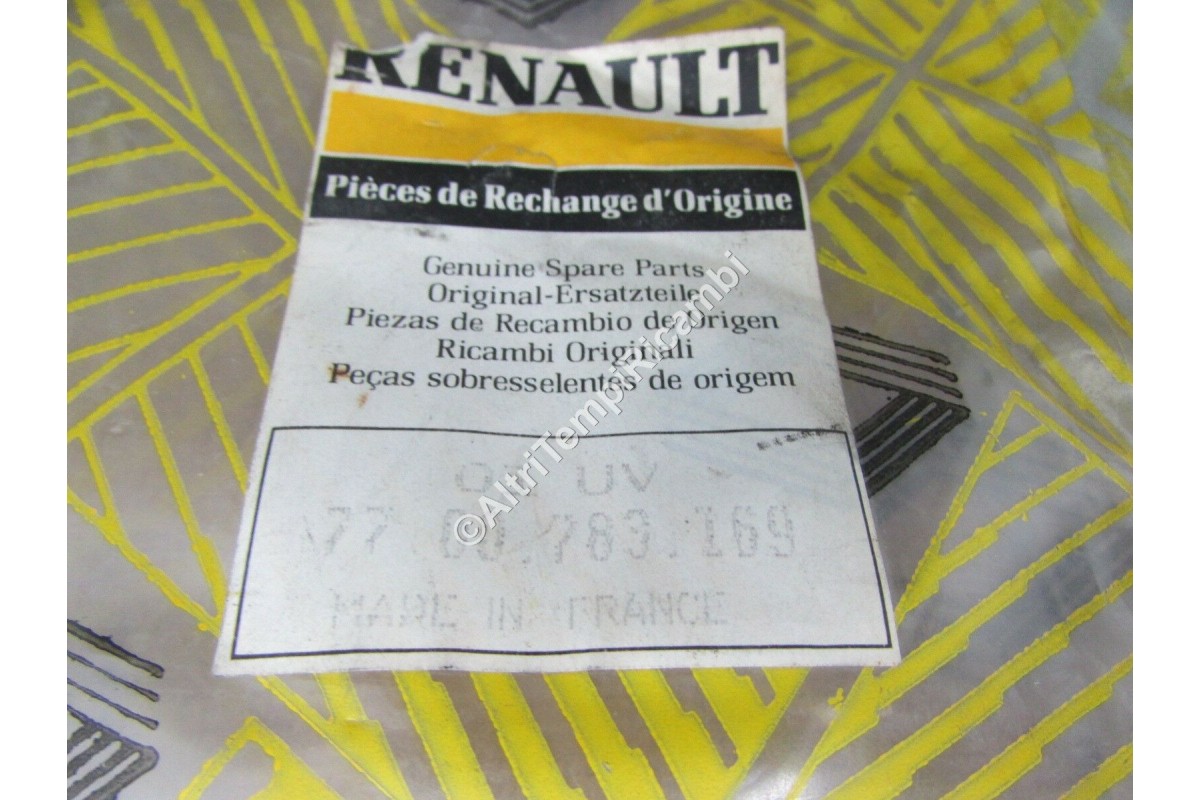 RENAULT
Pièces de Rechange d'Origine
Genuine Spare Parts
Original-Ersatzteile
Piezas de Recambio de Origen
Ricambi Originali
Peças sobresselentes de origem
UV
77 .783.169
MADE IN FRANCE
©AltriTempiRicambi